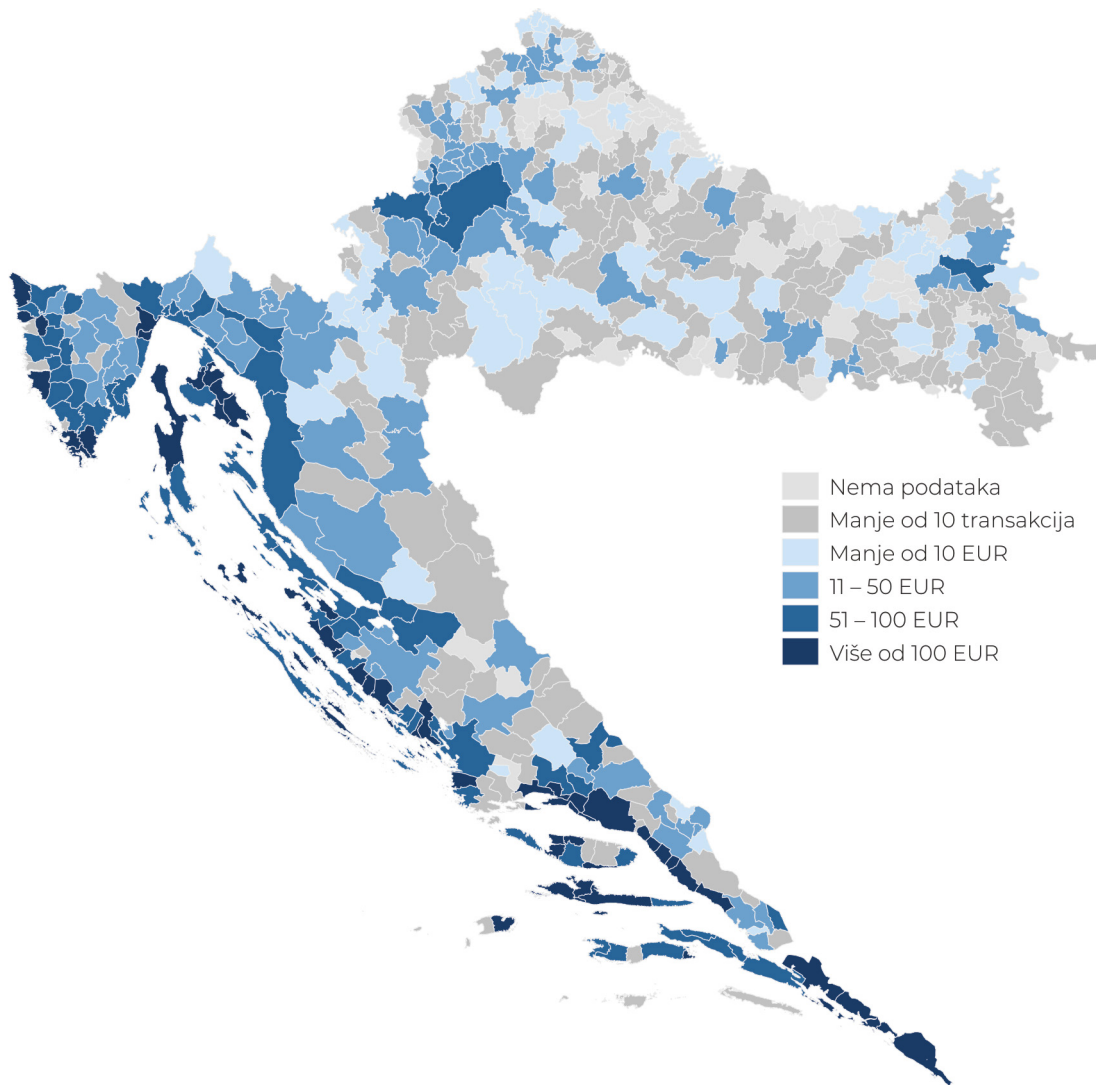 Nema podataka
Manje od 10 transakcija
Manje od 10 EUR
11 – 50 EUR
51 – 100 EUR
Više od 100 EUR